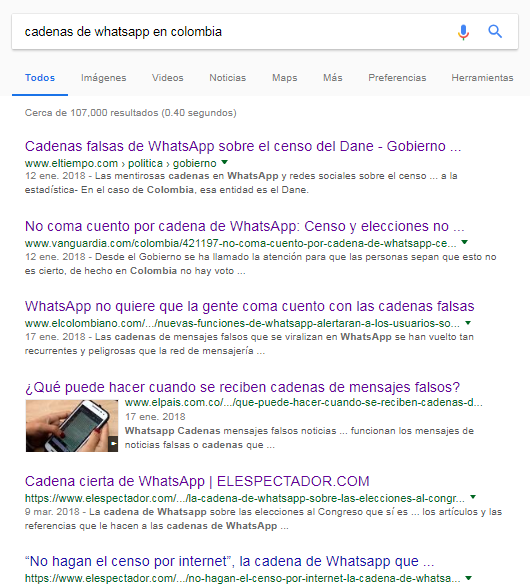 cadenas de whatsapp en colombia
Todos Imágenes Videos Noticias Maps Más Preferencias Herramientas
Cerca de 107,000 resultados (0.40 segundos)
Cadenas falsas de WhatsApp sobre el censo del Dane - Gobierno ...
www.eltiempo.com › politica › gobierno
12 ene. 2018 - Las mentirosas cadenas en WhatsApp y redes sociales sobre el censo ... a la
estadística- En el caso de Colombia, esa entidad es el Dane.
No coma cuento por cadena de WhatsApp: Censo y elecciones no ...
www.vanguardia.com/colombia/421197-no-coma-cuento-por-cadena-de-whatsapp-ce...
12 ene. 2018 - Desde el Gobierno se ha llamado la atención para que las personas sepan que esto no
es cierto, de hecho en Colombia no hay voto ...
WhatsApp no quiere que la gente coma cuento con las cadenas falsas
www.elcolombiano.com/.../nuevas-funciones-de-whatsapp-alertaran-a-los-usuarios-so...
17 ene. 2018 - Las cadenas de mensajes falsos que se viralizan en WhatsApp se han vuelto tan
recurrentes y peligrosas que la red de mensajería ...
¿Qué puede hacer cuando se reciben cadenas de mensajes falsos?
www.elpais.com.co/.../que-puede-hacer-cuando-se-reciben-cadenas-d...
17 ene. 2018
Whatsapp Cadenas mensajes falsos noticias ... funcionan los mensajes de
noticias falsas o cadenas que ...
Cadena cierta de WhatsApp | ELESPECTADOR.COM
https://www.elespectador.com/.../la-cadena-de-whatsapp-sobre-las-elecciones-al-congr...
9 mar. 2018 - La cadena de Whatsapp sobre las elecciones al Congreso que sí es ... los artículos y las
referencias que le hacen a las cadenas de WhatsApp ...
“No hagan el censo por internet”, la cadena de Whatsapp que ...
https://www.elespectador.com/.../no-hagan-el-censo-por-internet-la-cadena-de-whatsa...